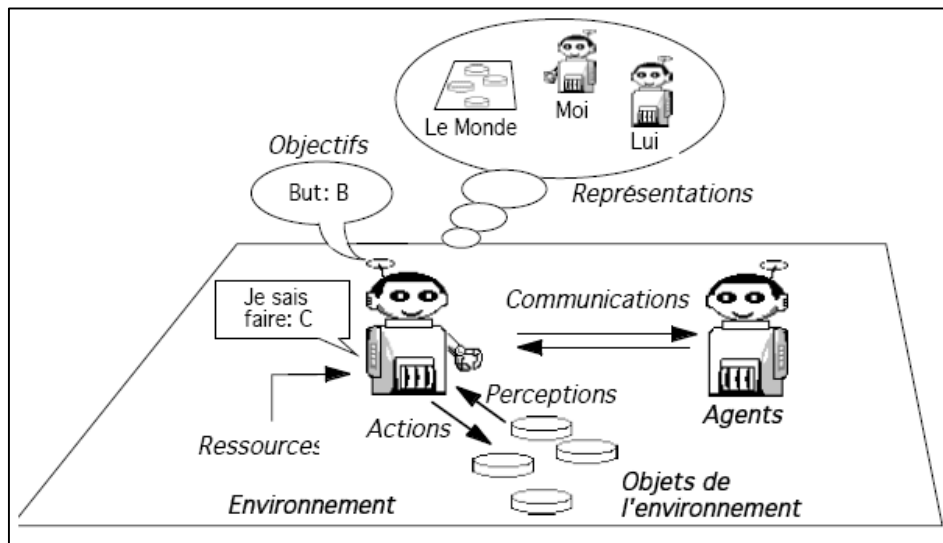 Le Monde
Moi
Lui
Objectifs
But: B
Représentations
Je sais
faire: C
Communications
Perceptions
Actions
Agents
Ressources
Environnement
Objets de
l'environnement